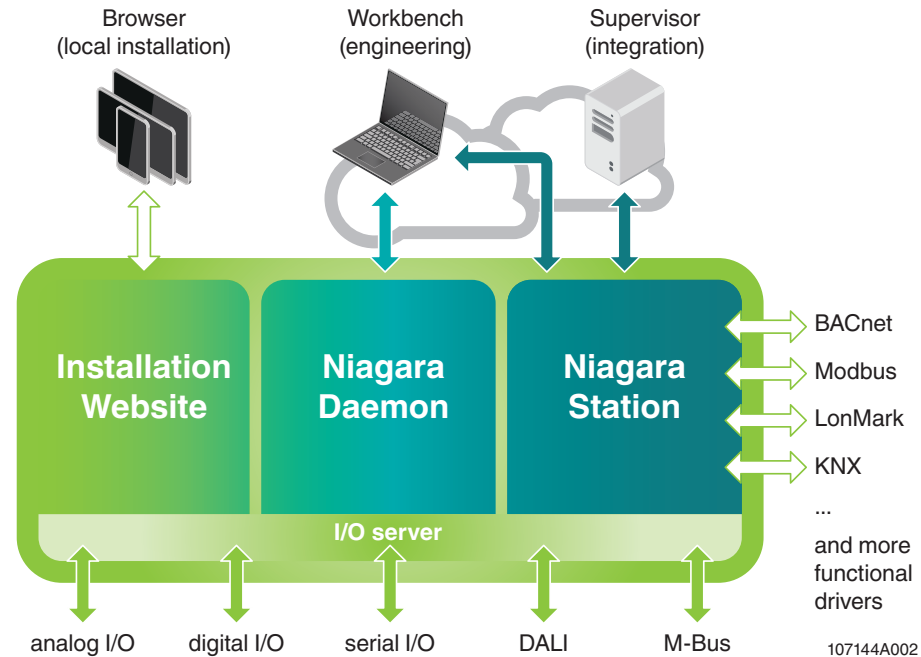 Browser
(local installation)
Workbench
(engineering)
Supervisor
(integration)
Installation
Website
Niagara
Daemon
Niagara
Station
BACnet
Modbus
LonMark
KNX
...
and more
functional
drivers
I/O server
analog I/O
digital I/O
serial I/O
DALI
M-Bus
107144A002